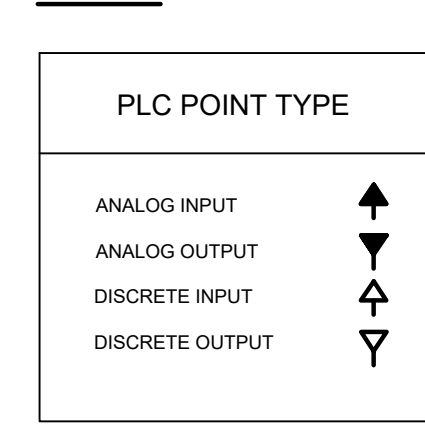 PLC POINT TYPE
ANALOG INPUT
ANALOG OUTPUT
DISCRETE INPUT
DISCRETE OUTPUT